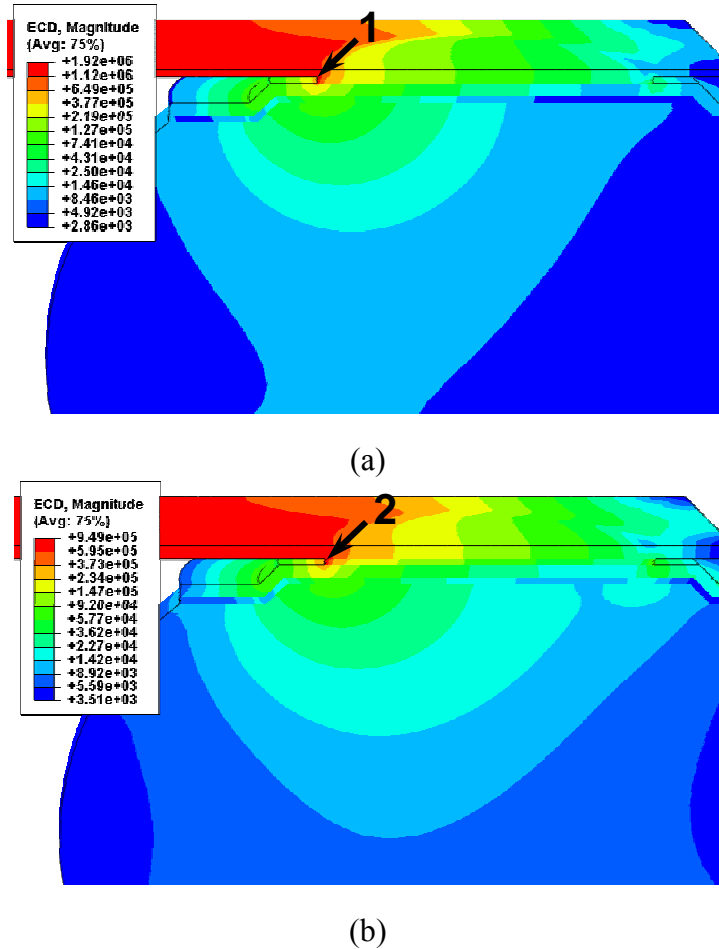 1
ECD, Magnitude
(Avg: 75%)
+1.92e+06
+1.12e+06
+6.49e+05
+3.77e+05
+2.19e+05
+1.27e+05
+7.41e+04
+4.31e+04
+2.50e+04
+1.46e+04
+8.46e+03
+4.92e+03
+2.86e+03
(a)
2
ECD, Magnitude
(Avg: 75%)
+9.49e+05
+5.95e+05
+3.73e+05
+2.34e+05
+1.47e+05
+9.20e+04
+5.77e+04
+3.62e+04
+2.27e+04
+1.42e+04
+8.92e+03
+5.59e+03
+3.51e+03
(b)